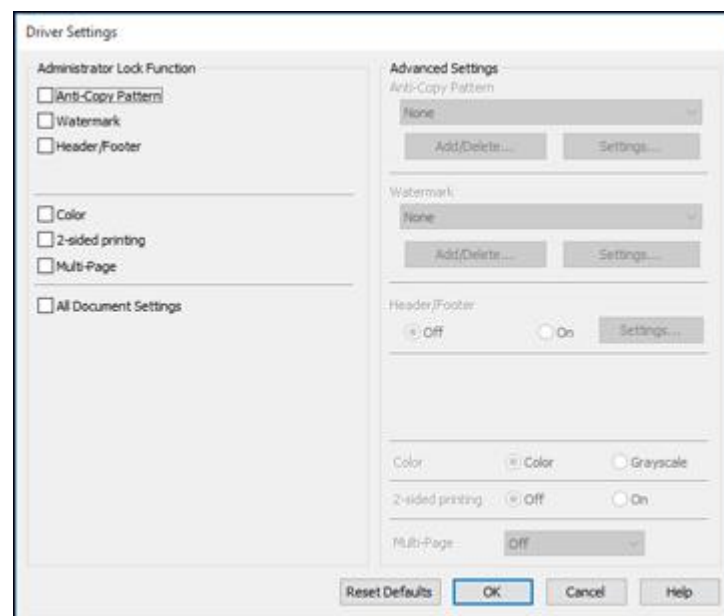 Driver Settings
Administrator Lock Function
Anti-Copy Pattern
Watermark
Header/Footer
Color
2-sided printing
Multi-Page
All Document Settings
Advanced Settings
Anti-Copy Pattern
None
Add/Delete... Settings...
Watermark
None
Add/Delete... Settings...
Header/Footer
Off On Settings...
Color Color Grayscale
2-sided printing Off On
Multi-Page Off
Reset Defaults OK Cancel Help